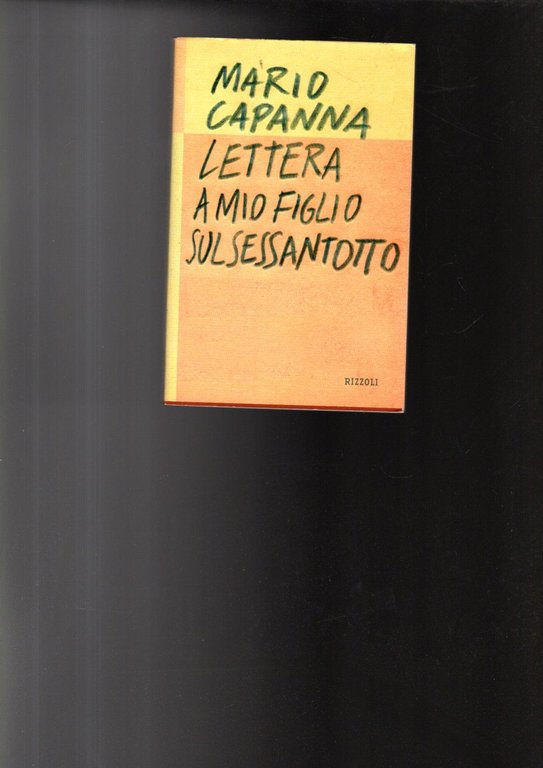 MARIO
CAPANNA
LETTERA
A MIO FIGLIO
SUL SESSANTOTTO
RIZZOLI